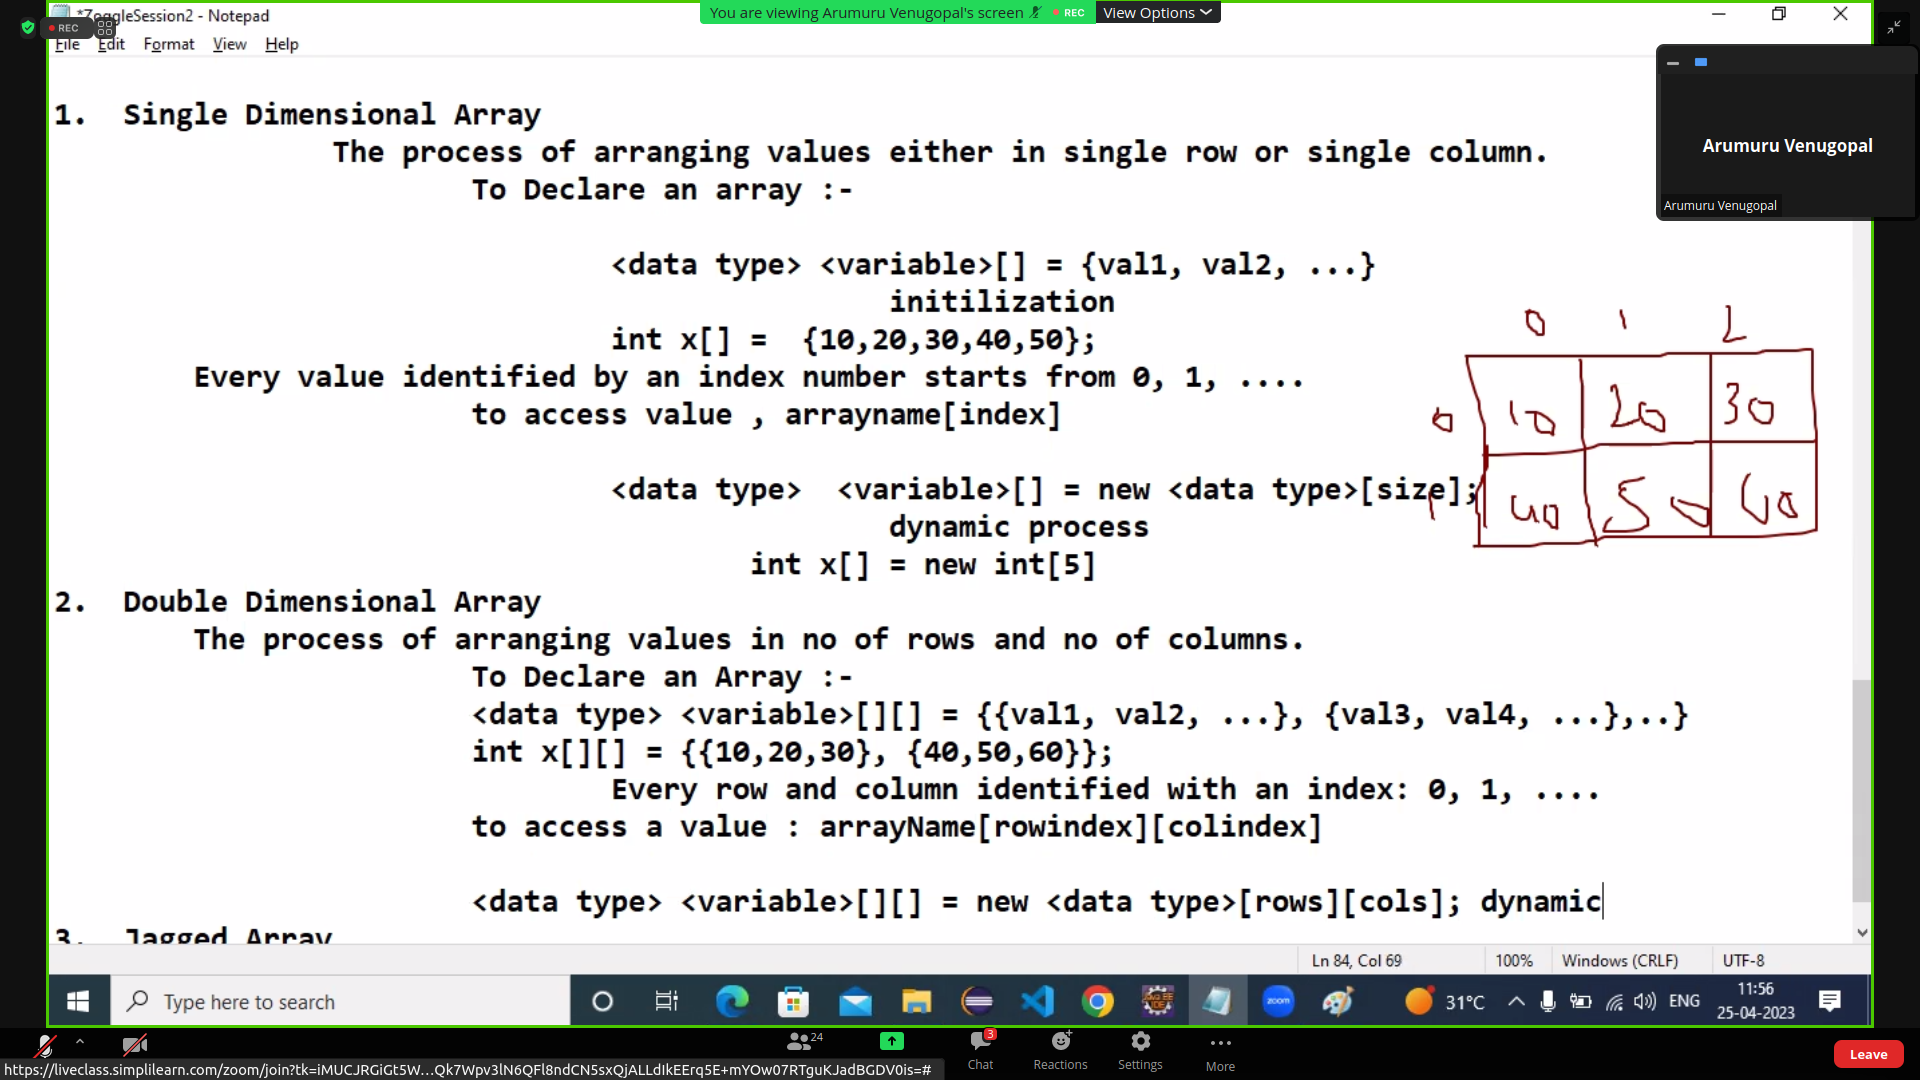 *ZoggleSession2 - Notepad
You are viewing Arumuru Venugopal's screen
REC
View Options
REC
File Edit Format View Help
Arumuru Venugopal
Arumuru Venugopal
1. Single Dimensional Array
The process of arranging values either in single row or single column.
To Declare an array :-
<data type> <variable>[] = {val1, val2, ...}
initilization
int x[] = {10,20,30,40,50};
Every value identified by an index number starts from 0, 1, ....
to access value , arrayname[index]
<data type> <variable>[] = new <data type>[size];
dynamic process
int x[] = new int[5]
0 1 2
0 10 20 30
1 40 50 60
2. Double Dimensional Array
The process of arranging values in no of rows and no of columns.
To Declare an Array :-
<data type> <variable>[][] = {{val1, val2, ...}, {val3, val4, ...},..}
int x[][] = {{10,20,30}, {40,50,60}};
Every row and column identified with an index: 0, 1, ....
to access a value : arrayName[rowindex][colindex]
<data type> <variable>[][] = new <data type>[rows][cols]; dynamic
3. Jagged Array
Ln 84, Col 69 100% Windows (CRLF) UTF-8
Type here to search
zoom
31°C
ENG
11:56
25-04-2023
24
3
Chat
Reactions
Settings
More
Leave
https://liveclass.simplilearn.com/zoom/join?tk=iMUCJRGiGt5W...Qk7Wpv3lN6QFl8ndCN5sxQjALLdIkEErq5E+mYOw07RTguKJadBGDV0is=#